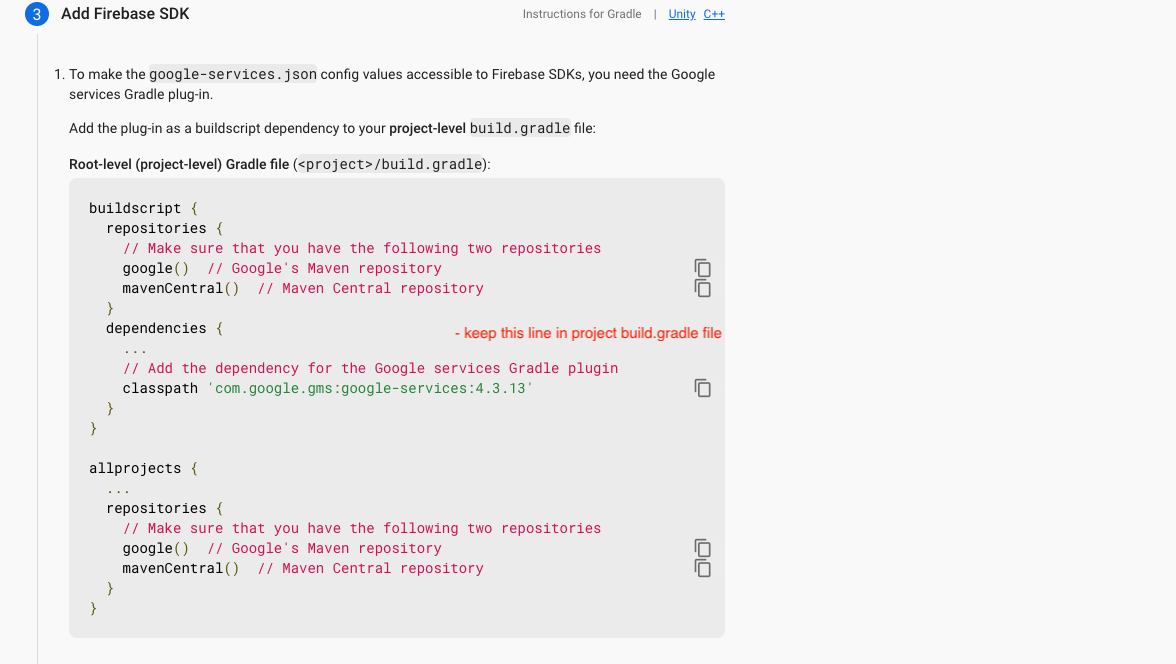 3 Add Firebase SDK Instructions for Gradle | Unity C++
1. To make the google-services.json config values accessible to Firebase SDKs, you need the Google
services Gradle plug-in.
Add the plug-in as a buildscript dependency to your project-level build.gradle file:
Root-level (project-level) Gradle file (<project>/build.gradle):
buildscript {
repositories {
// Make sure that you have the following two repositories
google() // Google's Maven repository
mavenCentral() // Maven Central repository
}
dependencies {
- keep this line in project build.gradle file
...
// Add the dependency for the Google services Gradle plugin
classpath 'com.google.gms:google-services:4.3.13'
}
}
allprojects {
...
repositories {
// Make sure that you have the following two repositories
google() // Google's Maven repository
mavenCentral() // Maven Central repository
}
}